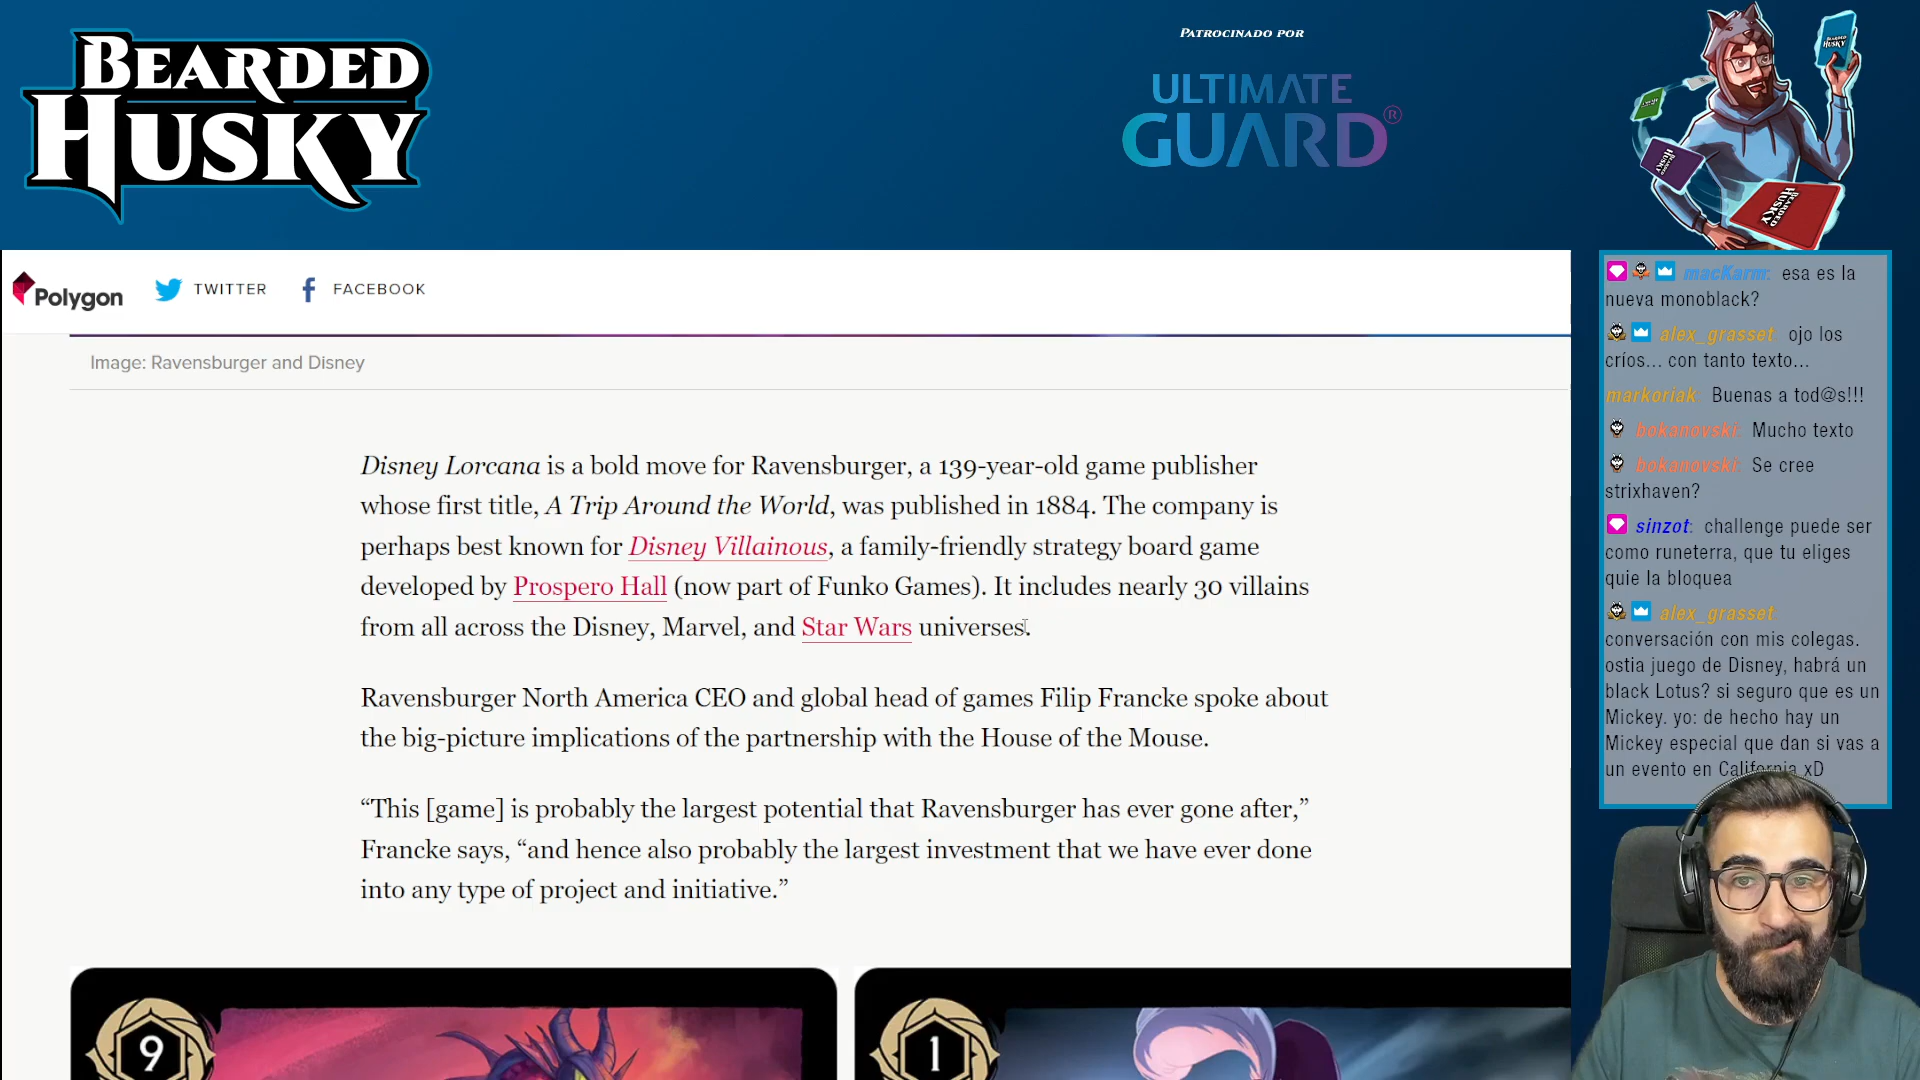 BEARDED
HUSKY
PATROCINADO POR
ULTIMATE
GUARD®
BEARDED
HUSKY
BEARDED
HUSKY
Polygon
TWITTER
FACEBOOK
Image: Ravensburger and Disney
Disney Lorcana is a bold move for Ravensburger, a 139-year-old game publisher
whose first title, A Trip Around the World, was published in 1884. The company is
perhaps best known for Disney Villainous, a family-friendly strategy board game
developed by Prospero Hall (now part of Funko Games). It includes nearly 30 villains
from all across the Disney, Marvel, and Star Wars universes.
Ravensburger North America CEO and global head of games Filip Francke spoke about
the big-picture implications of the partnership with the House of the Mouse.
“This [game] is probably the largest potential that Ravensburger has ever gone after,”
Francke says, “and hence also probably the largest investment that we have ever done
into any type of project and initiative.”
9
1
macKarm: esa es la
nueva monoblack?
alex_grasset: ojo los
críos... con tanto texto...
markoriak: Buenas a tod@s!!!
bokanovski: Mucho texto
bokanovski: Se cree
strixhaven?
sinzot: challenge puede ser
como runeterra, que tu eliges
quie la bloquea
alex_grasset:
conversación con mis colegas.
ostia juego de Disney, habrá un
black Lotus? si seguro que es un
Mickey. yo: de hecho hay un
Mickey especial que dan si vas a
un evento en California xD